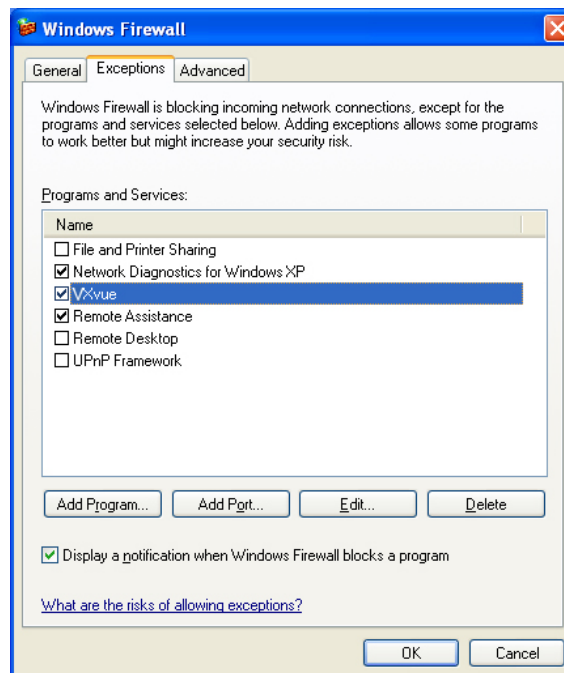 Windows Firewall
General Exceptions Advanced
Windows Firewall is blocking incoming network connections, except for the
programs and services selected below. Adding exceptions allows some programs
to work better but might increase your security risk.
Programs and Services:
Name
File and Printer Sharing
Network Diagnostics for Windows XP
VXvue
Remote Assistance
Remote Desktop
UPnP Framework
Add Program... Add Port... Edit... Delete
Display a notification when Windows Firewall blocks a program
What are the risks of allowing exceptions?
OK Cancel